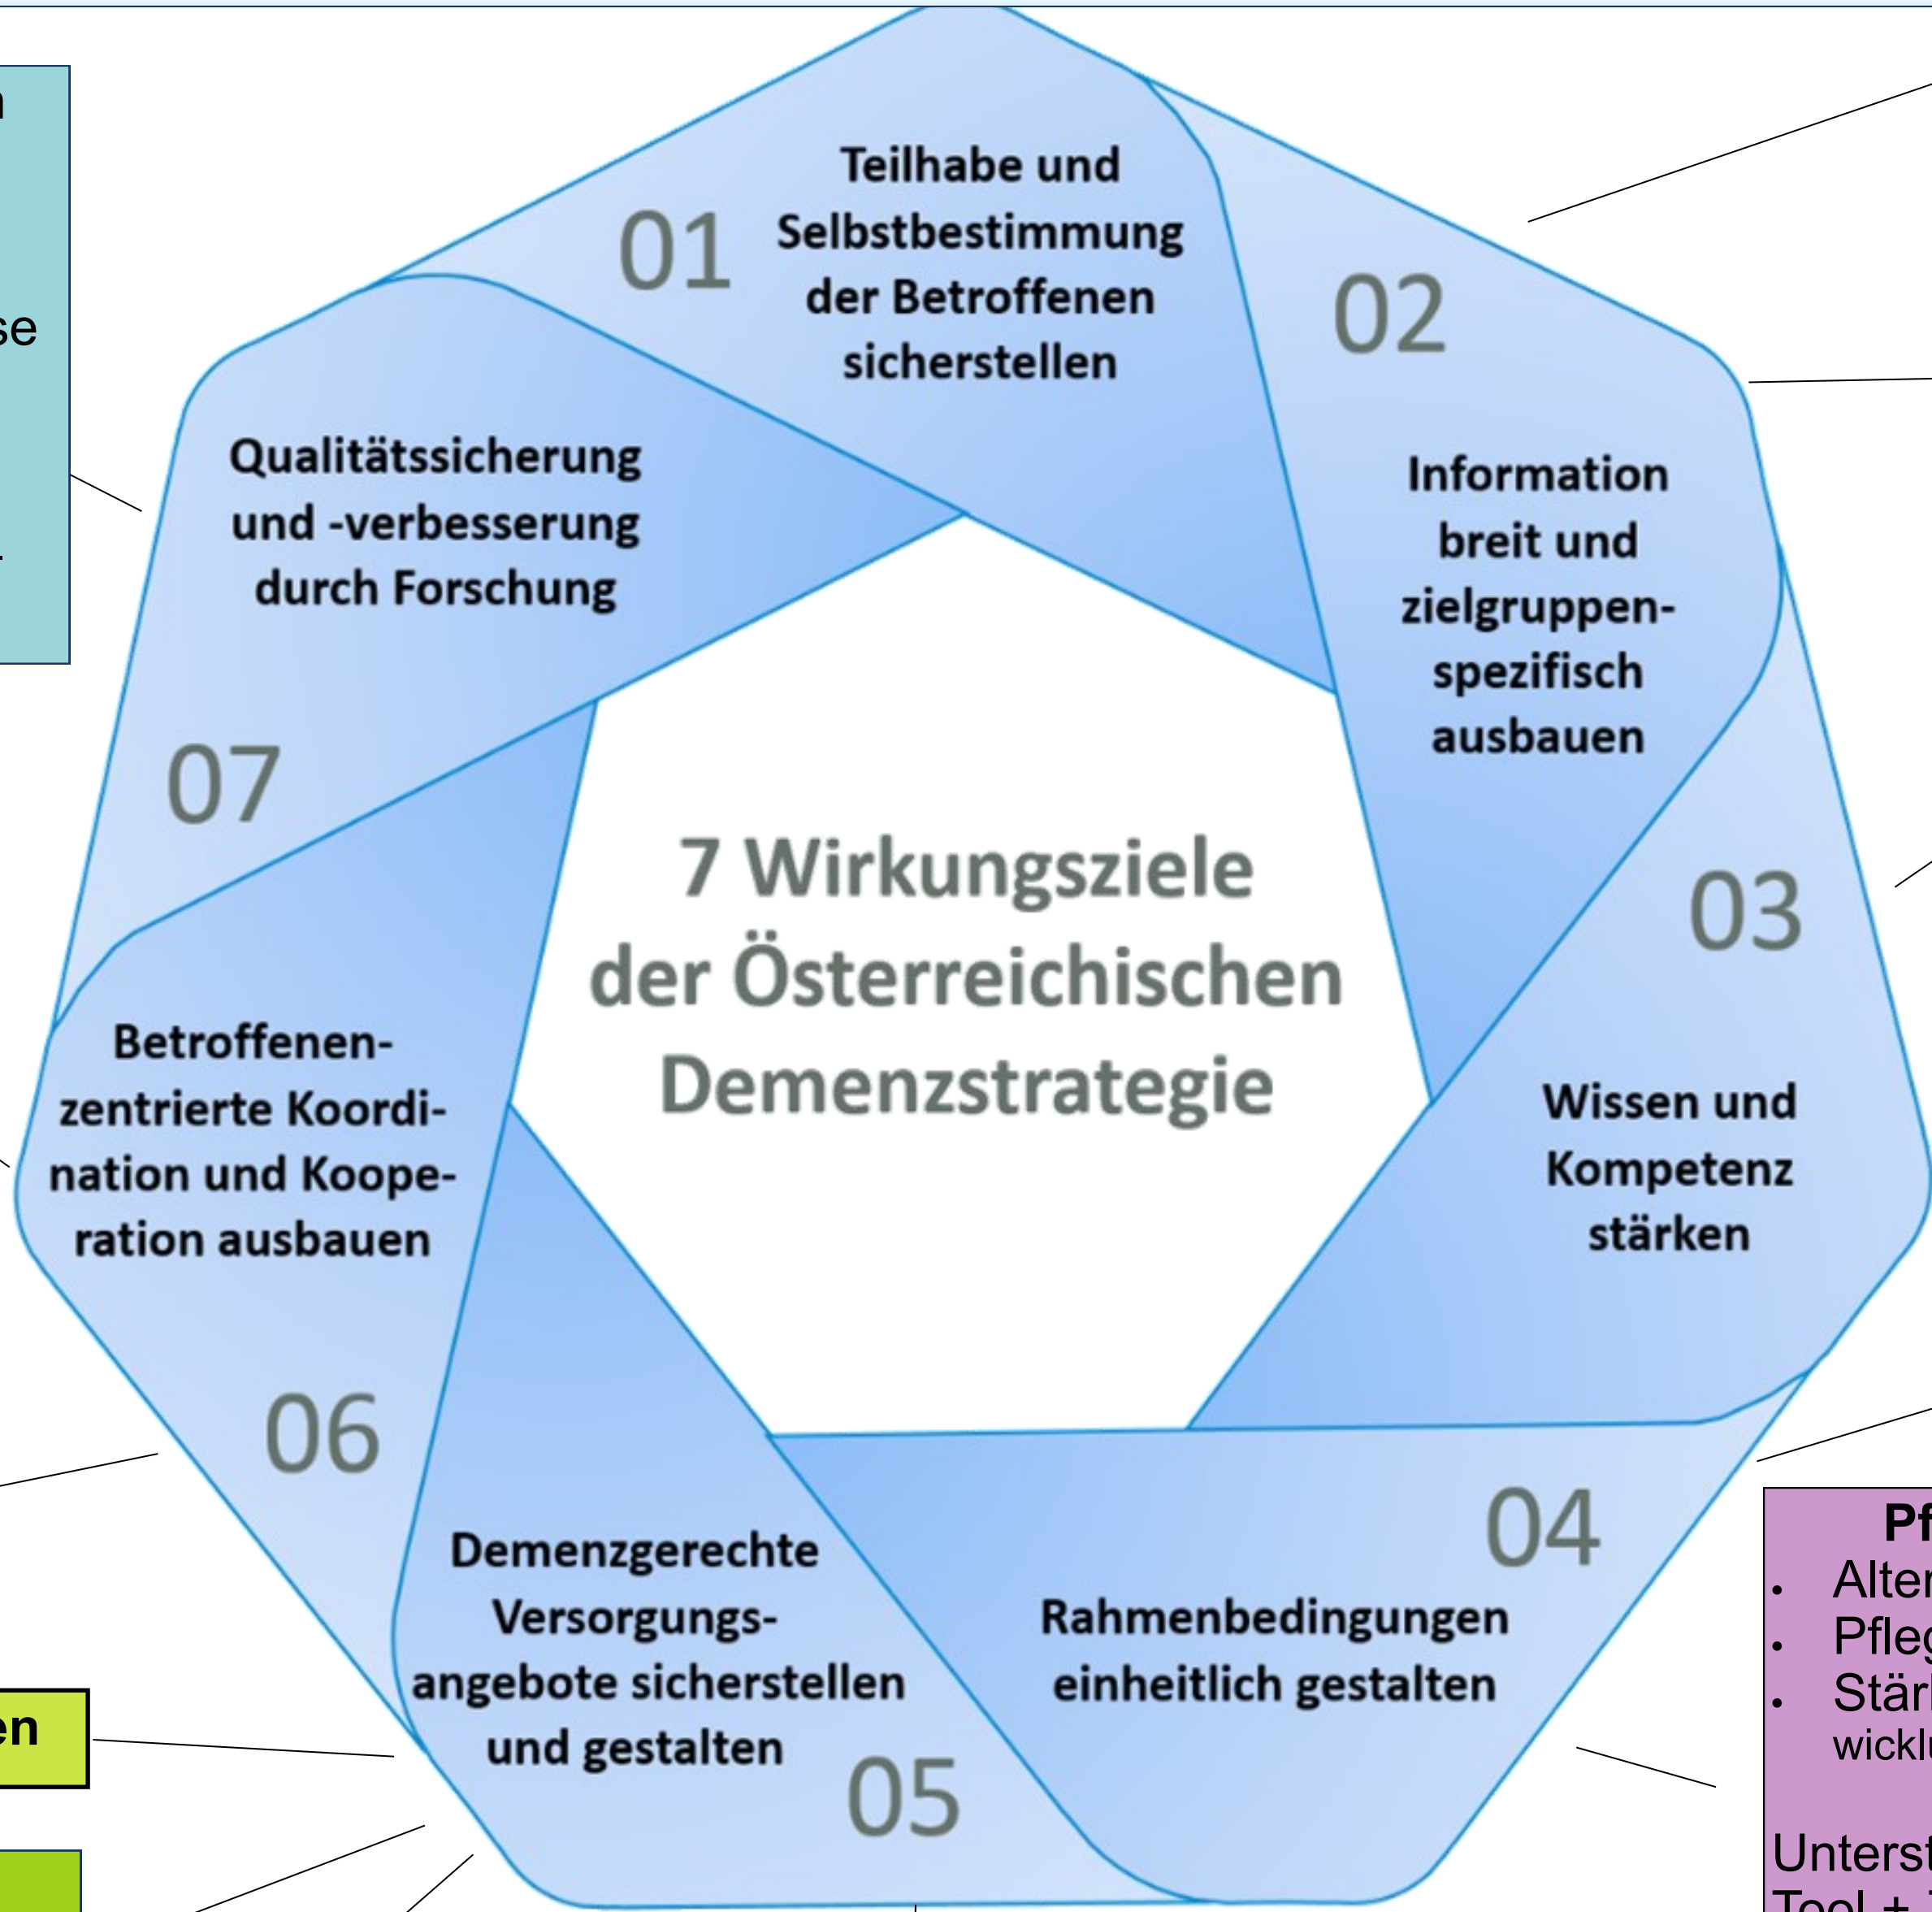 7 Wirkungsziele
der Österreichischen
Demenzstrategie
01
Teilhabe und
Selbstbestimmung
der Betroffenen
sicherstellen
02
Information
breit und
zielgruppen-
spezifisch
ausbauen
03
Wissen und
Kompetenz
stärken
04
Rahmenbedingungen
einheitlich gestalten
05
Demenzgerechte
Versorgungs-
angebote sicherstellen
und gestalten
06
Betroffenen-
zentrierte Koordi-
nation und Koope-
ration ausbauen
07
Qualitätssicherung
und -verbesserung
durch Forschung